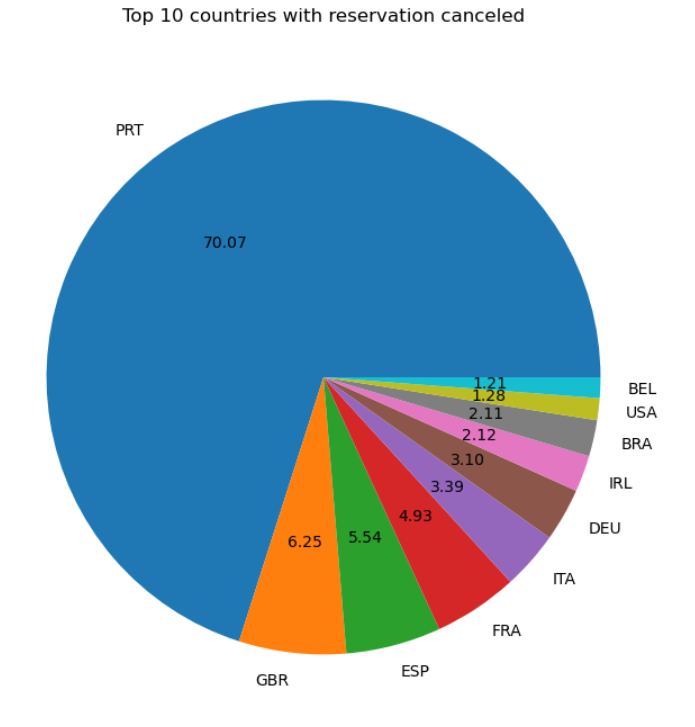 Top 10 countries with reservation canceled
PRT
70.07
1.21
BEL
1.28
USA
2.11
BRA
2.12
IRL
3.10
DEU
3.39
ITA
4.93
FRA
5.54
ESP
6.25
GBR